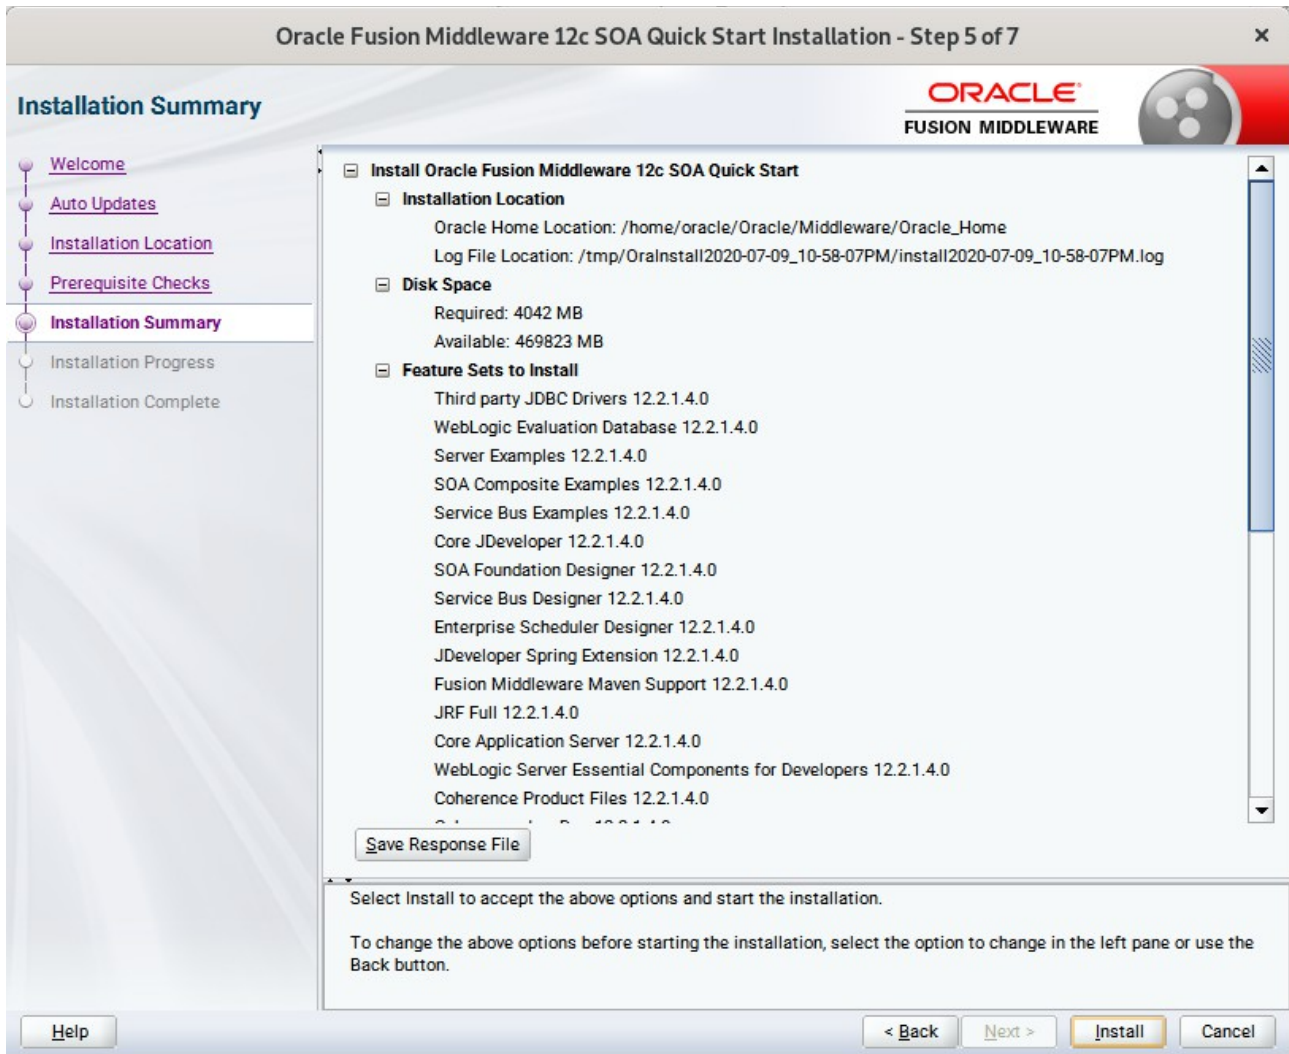 Oracle Fusion Middleware 12c SOA Quick Start Installation - Step 5 of 7
Installation Summary
ORACLE
FUSION MIDDLEWARE
Welcome
Auto Updates
Installation Location
Prerequisite Checks
Installation Summary
Installation Progress
Installation Complete
Install Oracle Fusion Middleware 12c SOA Quick Start
Installation Location
Oracle Home Location: /home/oracle/Oracle/Middleware/Oracle_Home
Log File Location: /tmp/OraInstall2020-07-09_10-58-07PM/install2020-07-09_10-58-07PM.log
Disk Space
Required: 4042 MB
Available: 469823 MB
Feature Sets to Install
Third party JDBC Drivers 12.2.1.4.0
WebLogic Evaluation Database 12.2.1.4.0
Server Examples 12.2.1.4.0
SOA Composite Examples 12.2.1.4.0
Service Bus Examples 12.2.1.4.0
Core JDeveloper 12.2.1.4.0
SOA Foundation Designer 12.2.1.4.0
Service Bus Designer 12.2.1.4.0
Enterprise Scheduler Designer 12.2.1.4.0
JDeveloper Spring Extension 12.2.1.4.0
Fusion Middleware Maven Support 12.2.1.4.0
JRF Full 12.2.1.4.0
Core Application Server 12.2.1.4.0
WebLogic Server Essential Components for Developers 12.2.1.4.0
Coherence Product Files 12.2.1.4.0
Save Response File
Select Install to accept the above options and start the installation.
To change the above options before starting the installation, select the option to change in the left pane or use the
Back button.
Help
< Back
Next >
Install
Cancel